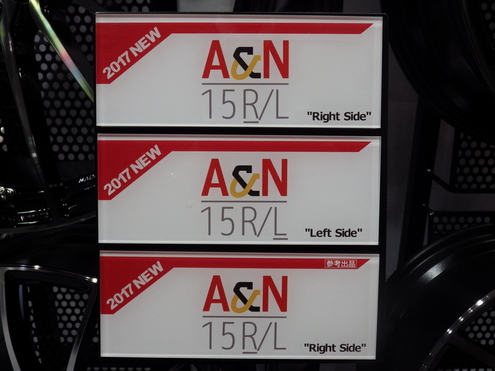 2017 NEW
A&N
15R/L
"Right Side"
2017 NEW
A&N
15R/L
"Left Side"
2017 NEW
参考出品
A&N
15R/L
"Right Side"